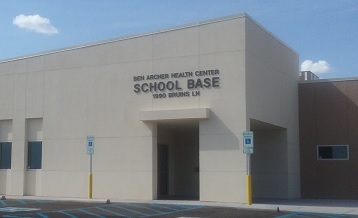 BEN ARCHER HEALTH CENTER
SCHOOL BASE
1990 BRUINS LN